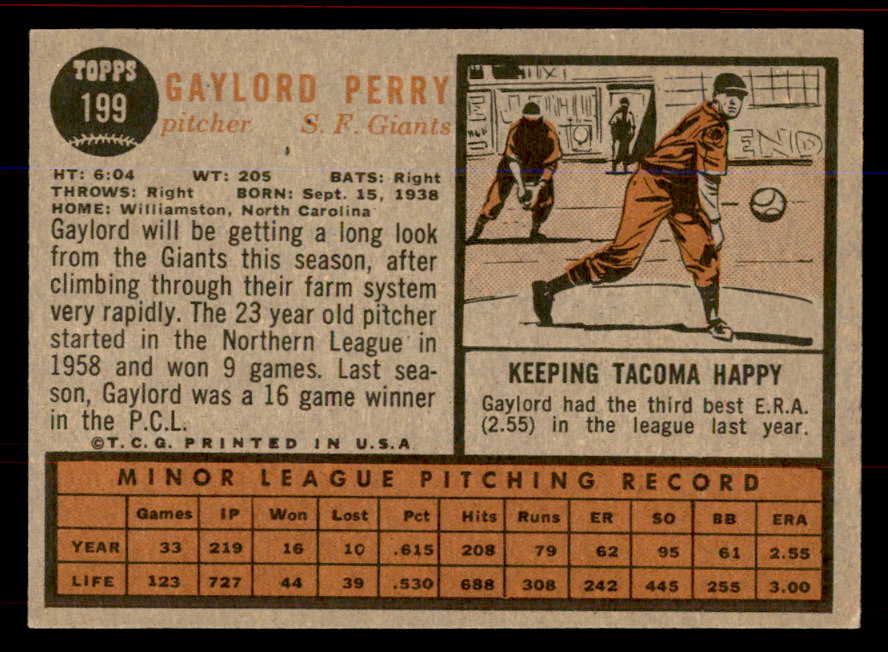 TOPPS
199
GAYLORD PERRY
pitcher S. F. Giants
HT: 6:04 WT: 205 BATS: Right
THROWS: Right BORN: Sept. 15, 1938
HOME: Williamston, North Carolina
Gaylord will be getting a long look
from the Giants this season, after
climbing through their farm system
very rapidly. The 23 year old pitcher
started in the Northern League in
1958 and won 9 games. Last sea-
son, Gaylord was a 16 game winner
in the P.C.L.
©T.C.G. PRINTED IN U.S.A
KEEPING TACOMA HAPPY
Gaylord had the third best E.R.A.
(2.55) in the league last year.
MINOR LEAGUE PITCHING RECORD
Games IP Won Lost Pct Hits Runs ER SO BB ERA
YEAR 33 219 16 10 .615 208 79 62 95 61 2.55
LIFE 123 727 44 39 .530 688 308 242 445 255 3.00